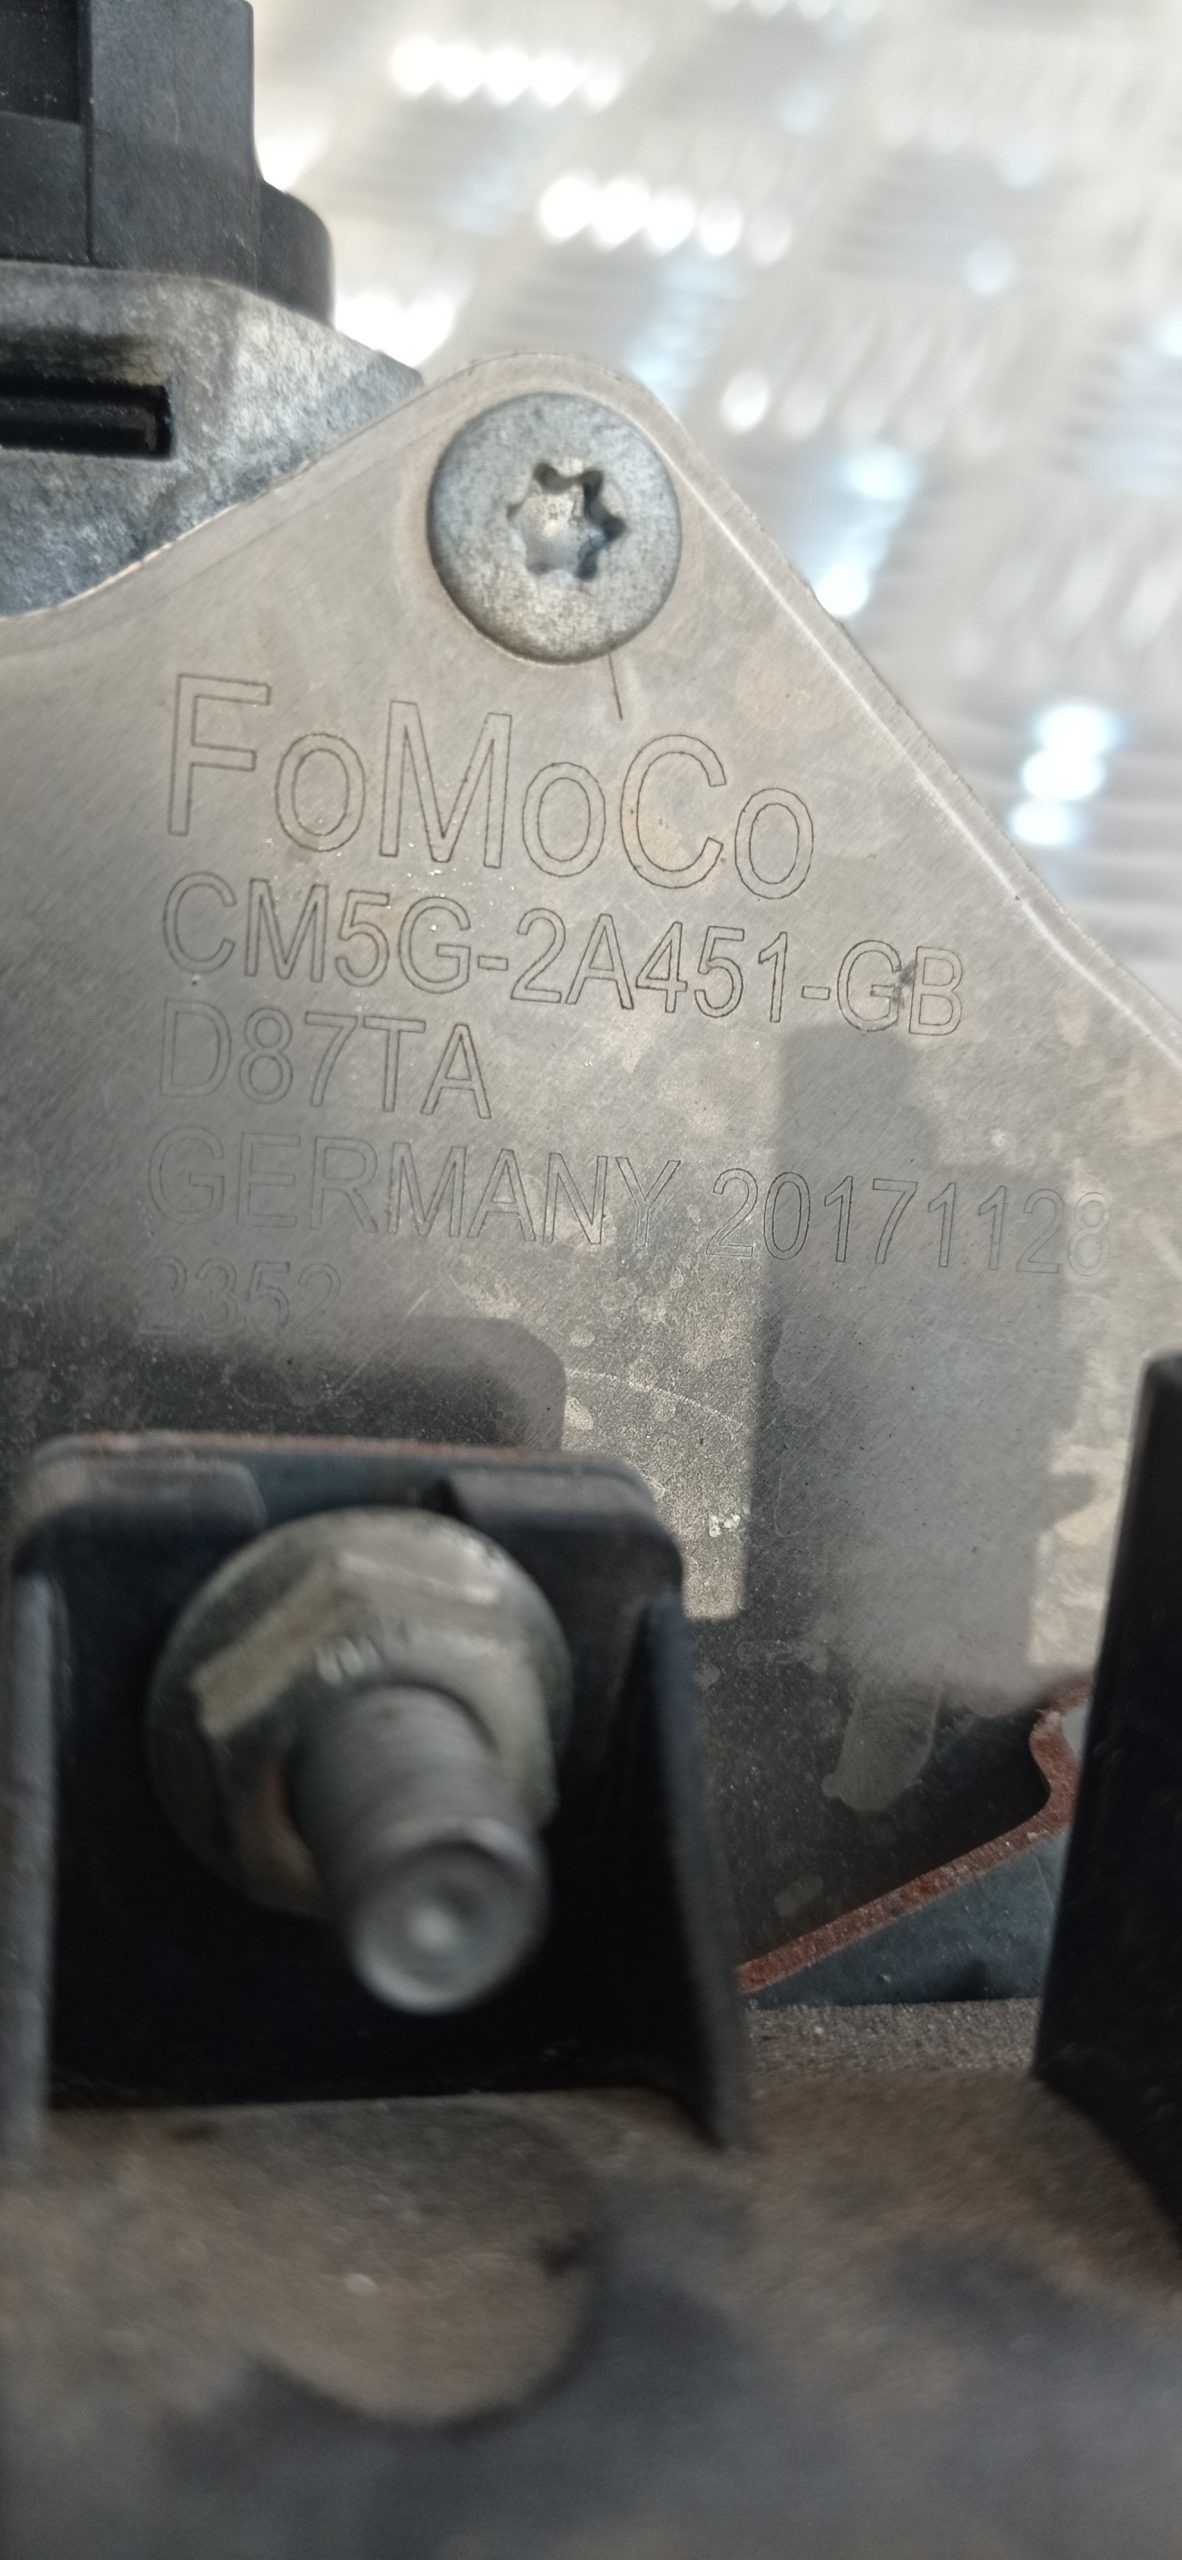 FoMoCo
CM5G-2A451-GB
D87TA
GERMANY 20171128
2352